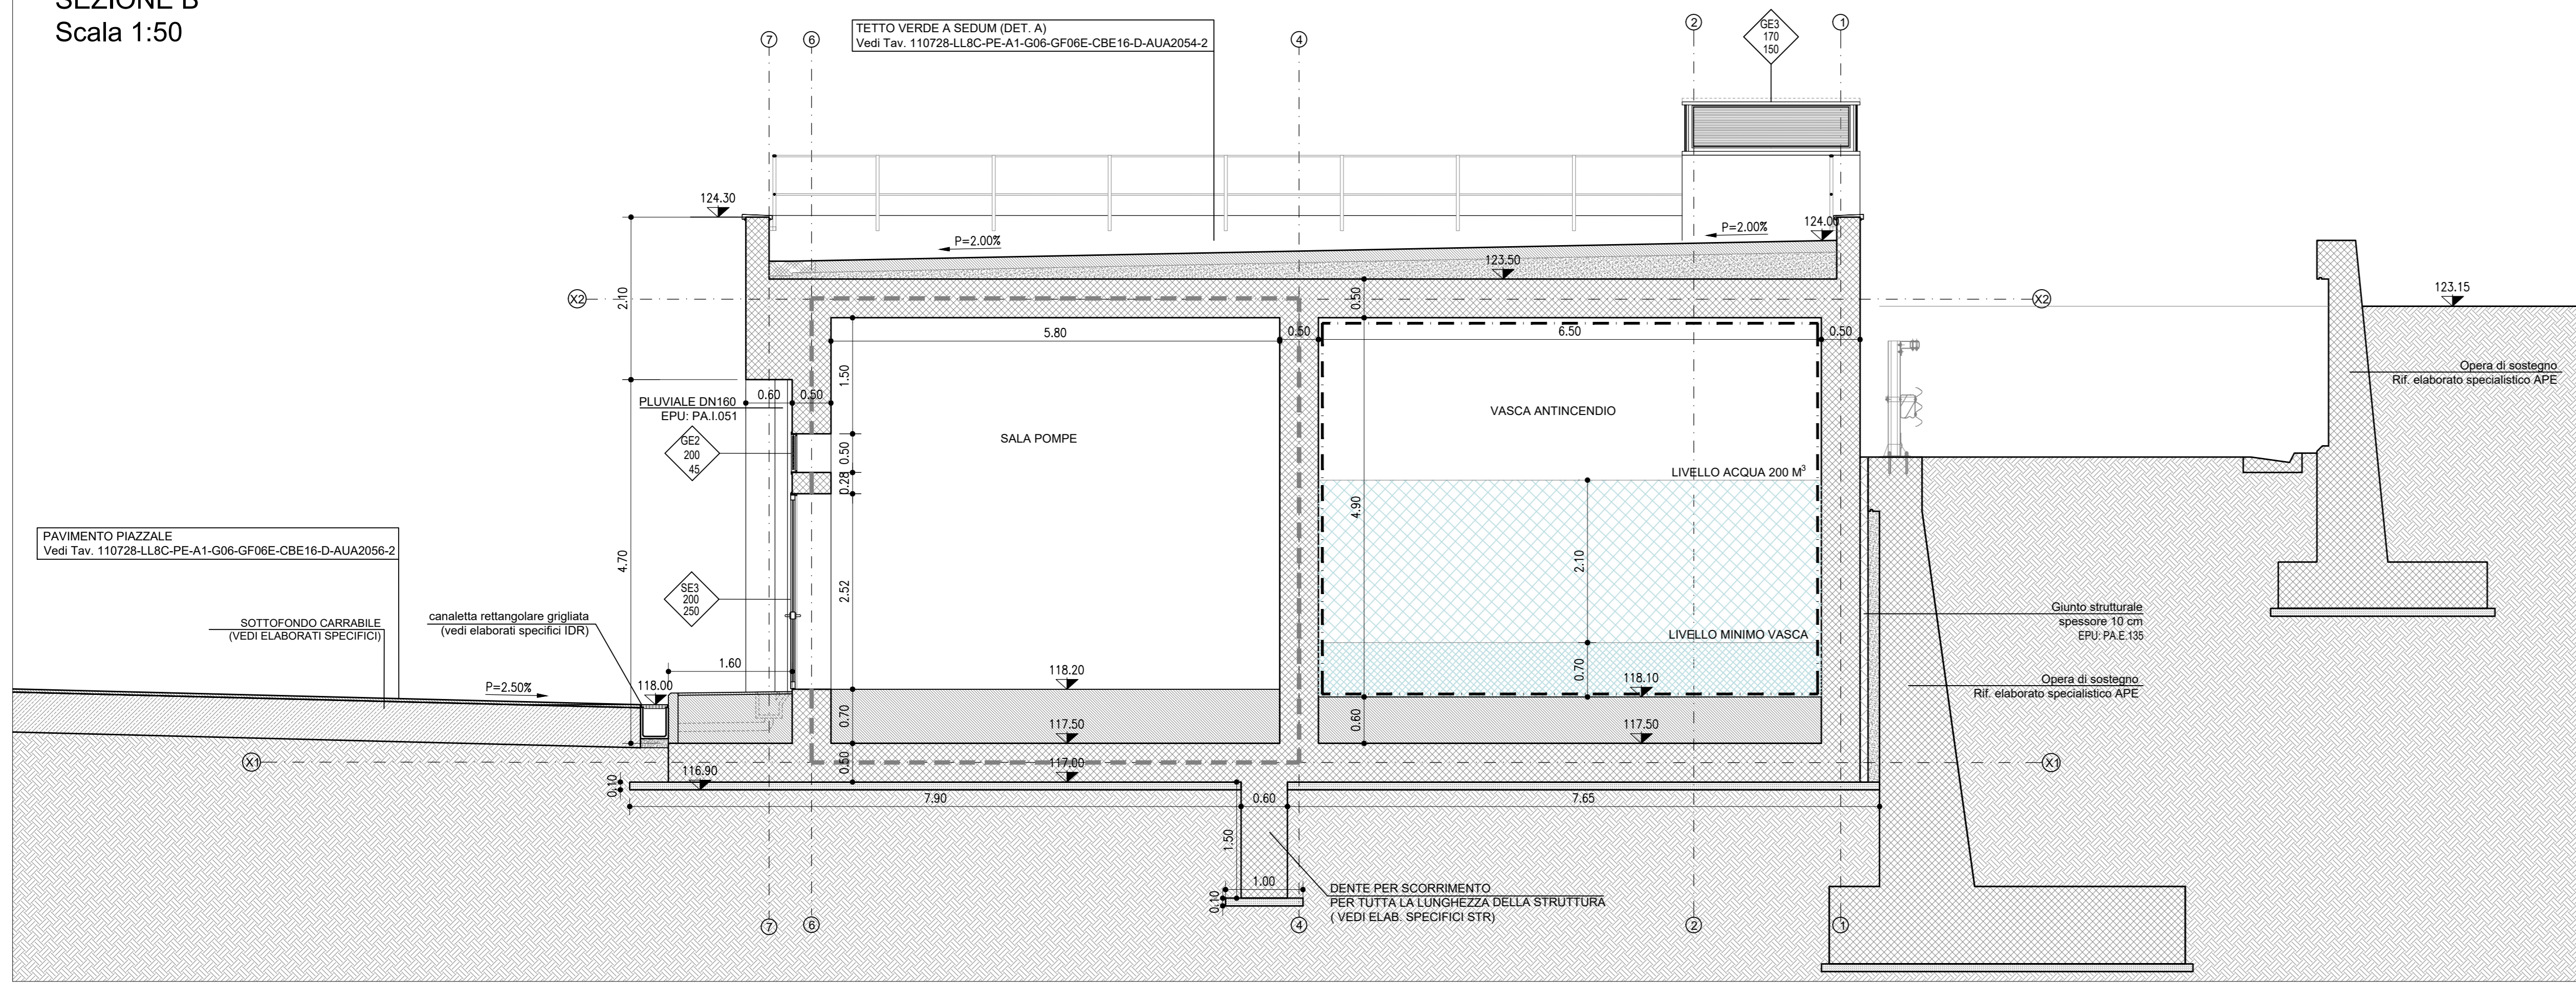 SEZIONE B
Scala 1:50
TETTO VERDE A SEDUM (DET. A)
Vedi Tav. 110728-LL8C-PE-A1-G06-GF06E-CBE16-D-AUA2054-2
7
6
4
2
1
GE3
170
150
124.30
P=2.00%
P=2.00%
123.50
X2
X2
123.15
2.10
0.50
5.80
0.50
6.50
0.50
Opera di sostegno
Rif. elaborato specialistico APE
1.50
0.60
0.50
PLUVIALE DN160
EPU: PA.I.051
VASCA ANTINCENDIO
SALA POMPE
GE2
200
45
0.50
0.28
LIVELLO ACQUA 200 M3
4.90
PAVIMENTO PIAZZALE
Vedi Tav. 110728-LL8C-PE-A1-G06-GF06E-CBE16-D-AUA2056-2
4.70
2.10
SE3
200
250
2.52
canaletta rettangolare grigliata
(vedi elaborati specifici IDR)
SOTTOFONDO CARRABILE
(VEDI ELABORATI SPECIFICI)
Giunto strutturale
spessore 10 cm
EPU: PA.E.135
LIVELLO MINIMO VASCA
1.60
118.20
0.70
118.10
Opera di sostegno
Rif. elaborato specialistico APE
P=2.50%
118.00
0.70
117.50
0.60
117.50
X1
116.90
0.50
117.00
X1
0.10
7.90
0.60
7.65
1.50
1.00
0.10
DENTE PER SCORRIMENTO
PER TUTTA LA LUNGHEZZA DELLA STRUTTURA
( VEDI ELAB. SPECIFICI STR)
7
6
4
2
1